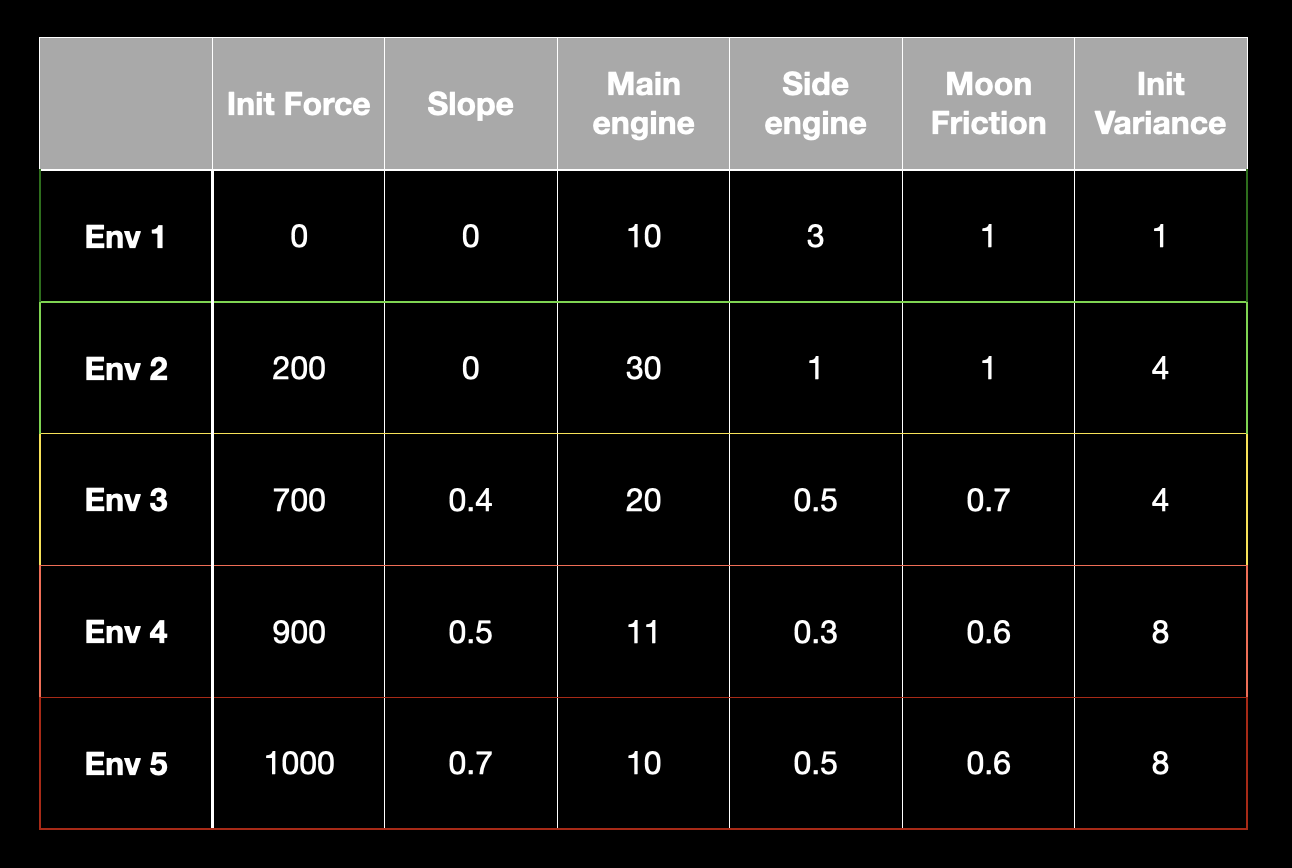 Init Force Slope Main engine Side engine Moon Friction Init Variance
Env 1 0 0 10 3 1 1
Env 2 200 0 30 1 1 4
Env 3 700 0.4 20 0.5 0.7 4
Env 4 900 0.5 11 0.3 0.6 8
Env 5 1000 0.7 10 0.5 0.6 8